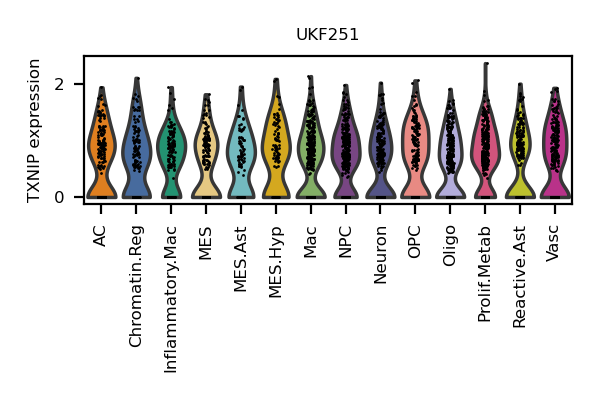 UKF251
TXNIP expression
2
0
AC
Chromatin.Reg
Inflammatory.Mac
MES
MES.Ast
MES.Hyp
Mac
NPC
Neuron
OPC
Oligo
Prolif.Metab
Reactive.Ast
Vasc